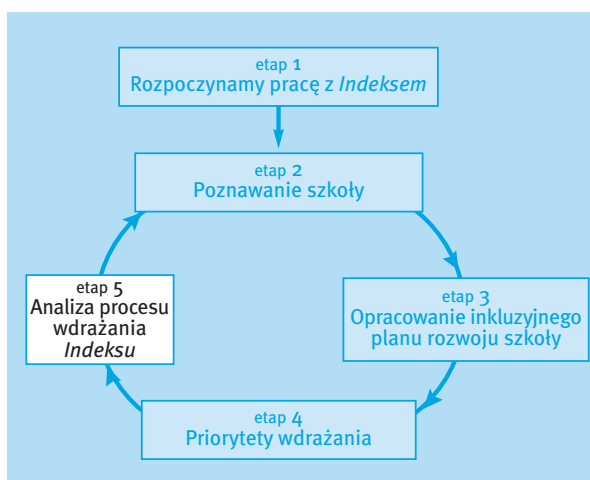 etap 1
Rozpoczynamy pracę z Indeksem
etap 2
Poznawanie szkoły
etap 3
Opracowanie inkluzyjnego
planu rozwoju szkoły
etap 4
Priorytety wdrażania
etap 5
Analiza procesu
wdrażania
Indeksu